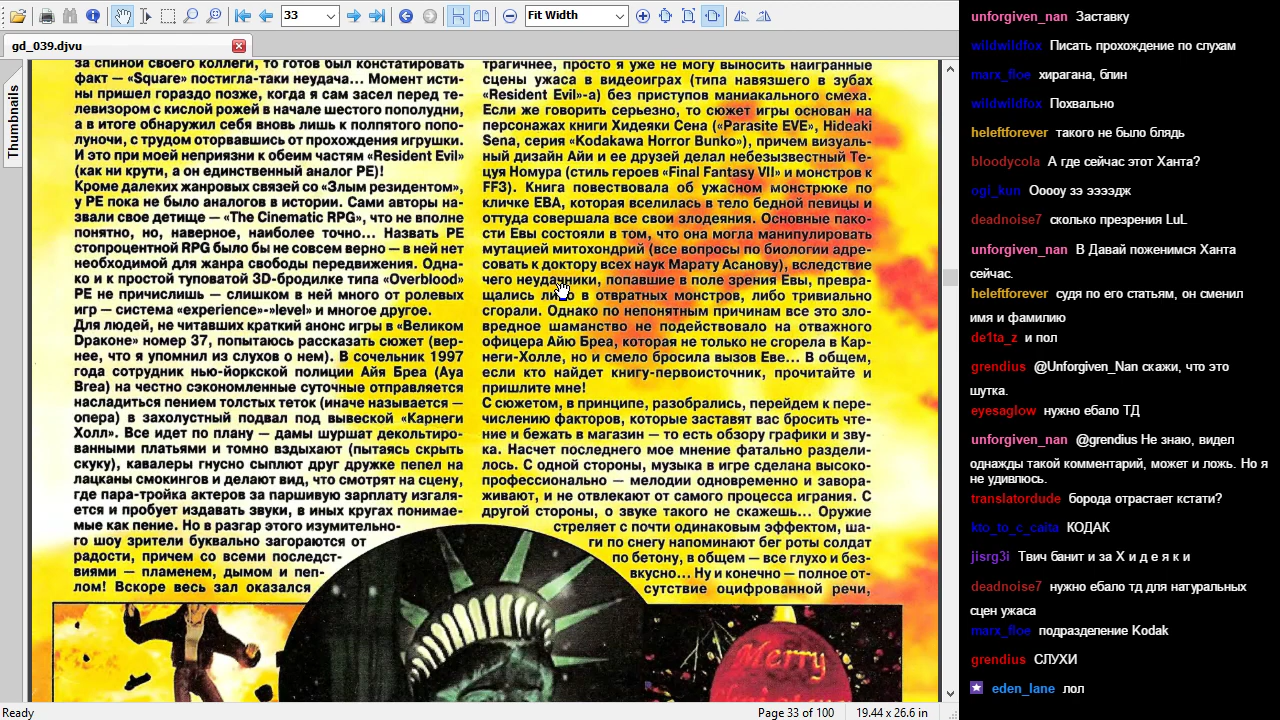 33
Fit Width
gd_039.djvu
Thumbnails
за спиной своего коллеги, то готов был констатировать
факт — «Square» постигла-таки неудача... Момент исти-
ны пришел гораздо позже, когда я сам засел перед те-
левизором с кислой рожей в начале шестого пополудни,
а в итоге обнаружил себя вновь лишь к полпятого попо-
луночи, с трудом оторвавшись от прохождения игрушки.
И это при моей неприязни к обеим частям «Resident Evil»
(как ни крути, а он единственный аналог PE)!
Кроме далеких жанровых связей со «Злым резидентом»,
у PE пока не было аналогов в истории. Сами авторы на-
звали свое детище — «The Cinematic RPG», что не вполне
понятно, но, наверное, наиболее точно... Назвать PE
стопроцентной RPG было бы не совсем верно — в ней нет
необходимой для жанра свободы передвижения. Одна-
ко и к простой туповатой 3D-бродилке типа «Overblood»
PE не причислишь — слишком в ней много от ролевых
игр — система «experience»-»level» и многое другое.
Для людей, не читавших краткий анонс игры в «Великом
Dраконе» номер 37, попытаюсь рассказать сюжет (вер-
нее, что я упомнил из слухов о нем). В сочельник 1997
года сотрудник нью-йоркской полиции Айя Бреа (Aya
Brea) на честно сэкономленные суточные отправляется
насладиться пением толстых теток (иначе называется —
опера) в захолустный подвал под вывеской «Карнеги
Холл». Все идет по плану — дамы шуршат декольтиро-
ванными платьями и томно вздыхают (пытаясь скрыть
скуку), кавалеры гнусно сыплют друг дружке пепел на
лацканы смокингов и делают вид, что смотрят на сцену,
где пара-тройка актеров за паршивую зарплату изгаля-
ется и пробует издавать звуки, в иных кругах понимае-
мые как пение. Но в разгар этого изумительно-
го шоу зрители буквально загораются от
радости, причем со всеми последст-
виями — пламенем, дымом и пеп-
лом! Вскоре весь зал оказался
трагичнее, просто я уже не могу выносить наигранные
сцены ужаса в видеоиграх (типа навязшего в зубах
«Resident Evil»-а) без приступов маниакального смеха.
Если же говорить серьезно, то сюжет игры основан на
персонажах книги Хидеяки Сена («Parasite EVE», Hideaki
Sena, серия «Kodakawa Horror Bunko»), причем визуаль-
ный дизайн Айи и ее друзей делал небезызвестный Те-
цуя Номура (стиль героев «Final Fantasy VII» и монстров к
FF3). Книга повествовала об ужасном монстрюке по
кличке ЕВА, которая вселилась в тело бедной певицы и
оттуда совершала все свои злодеяния. Основные пако-
сти Евы состояли в том, что она могла манипулировать
мутацией митохондрий (все вопросы по биологии адре-
совать к доктору всех наук Марату Асанову), вследствие
чего неудачники, попавшие в поле зрения Евы, превра-
щались либо в отвратных монстров, либо тривиально
сгорали. Однако по непонятным причинам все это зло-
вредное шаманство не подействовало на отважного
офицера Айю Бреа, которая не только не сгорела в Кар-
неги-Холле, но и смело бросила вызов Еве... В общем,
если кто найдет книгу-первоисточник, прочитайте и
пришлите мне!
С сюжетом, в принципе, разобрались, перейдем к пере-
числению факторов, которые заставят вас бросить чте-
ние и бежать в магазин — то есть обзору графики и зву-
ка. Насчет последнего мое мнение фатально раздели-
лось. С одной стороны, музыка в игре сделана высоко-
профессионально — мелодии одновременно и завора-
живают, и не отвлекают от самого процесса играния. С
другой стороны, о звуке такого не скажешь... Оружие
стреляет с почти одинаковым эффектом, ша-
ги по снегу напоминают бег роты солдат
по бетону, в общем — все глухо и без-
вкусно... Ну и конечно — полное от-
сутствие оцифрованной речи,
Merry
Ready
Page 33 of 100
19.44 x 26.6 in
unforgiven_nan Заставку
wildwildfox Писать прохождение по слухам
marx_floe хирагана, блин
wildwildfox Похвально
heleftforever такого не было блядь
bloodycola А где сейчас этот Ханта?
ogi_kun Ооооу зэ ээээдж
deadnoise7 сколько презрения LuL
unforgiven_nan В Давай поженимся Ханта
сейчас.
heleftforever судя по его статьям, он сменил
имя и фамилию
de1ta_z и пол
grendius @Unforgiven_Nan скажи, что это
шутка.
eyesaglow нужно ебало ТД
unforgiven_nan @grendius Не знаю, видел
однажды такой комментарий, может и ложь. Но я
не удивлюсь.
translatordude борода отрастает кстати?
kto_to_c_caita КОДАК
jisrg3i Твич банит и за Х и д е я к и
deadnoise7 нужно ебало тд для натуральных
сцен ужаса
marx_floe подразделение Kodak
grendius СЛУХИ
eden_lane лол